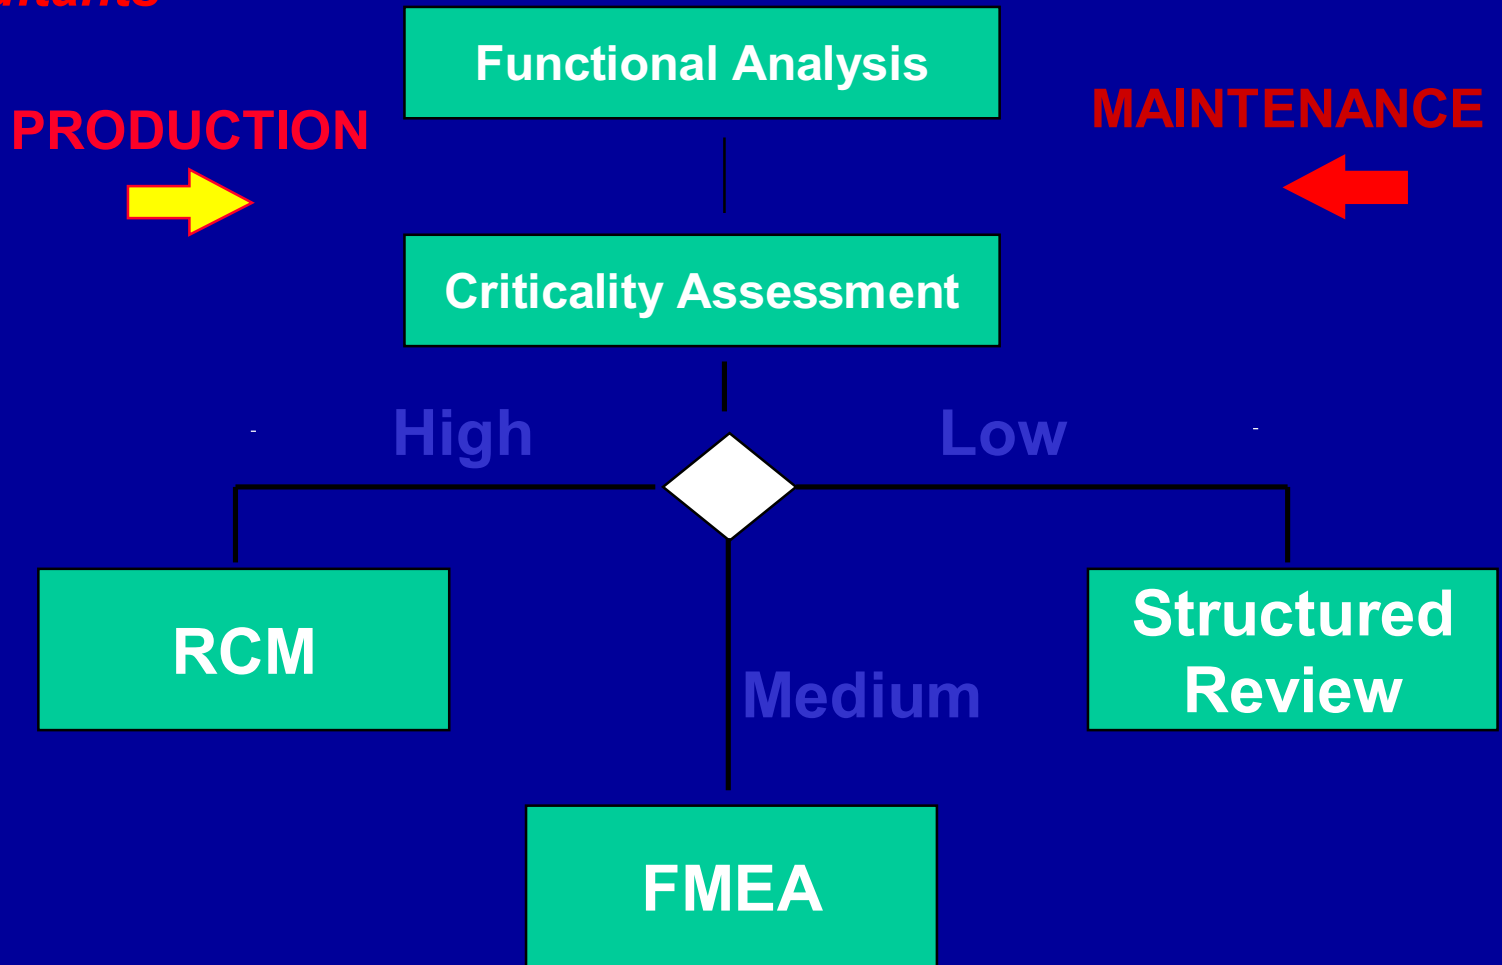 Functional Analysis
PRODUCTION
MAINTENANCE
Criticality Assessment
High
Low
-
-
RCM
Structured
Review
Medium
FMEA